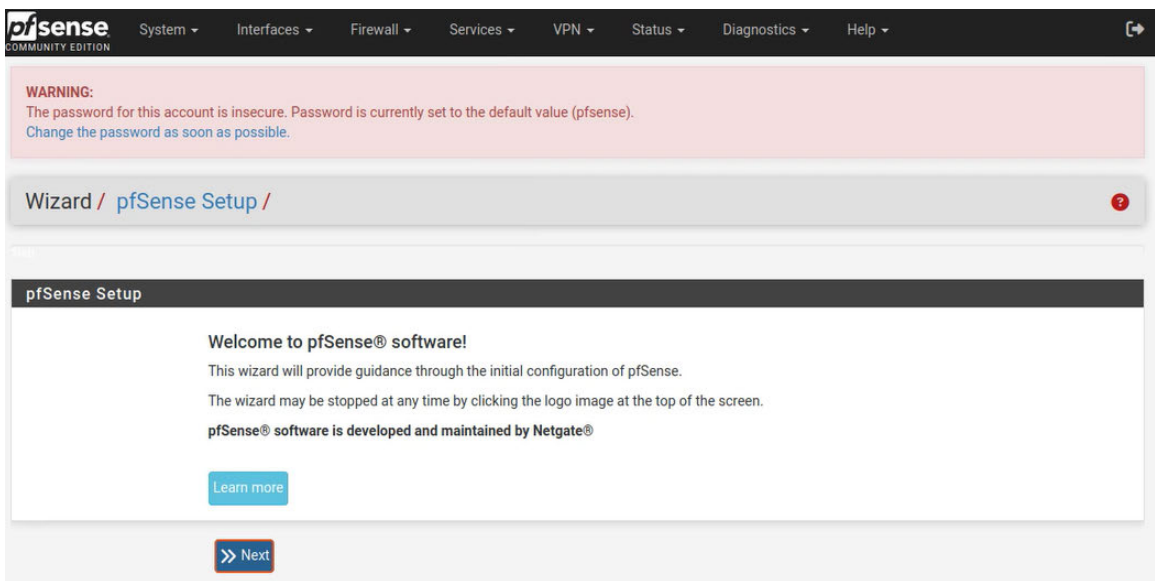 pfsense
COMMUNITY EDITION
System Interfaces Firewall Services VPN Status Diagnostics Help
WARNING:
The password for this account is insecure. Password is currently set to the default value (pfsense).
Change the password as soon as possible.
Wizard / pfSense Setup /
pfSense Setup
Welcome to pfSense® software!
This wizard will provide guidance through the initial configuration of pfSense.
The wizard may be stopped at any time by clicking the logo image at the top of the screen.
pfSense® software is developed and maintained by Netgate®
Learn more
Next